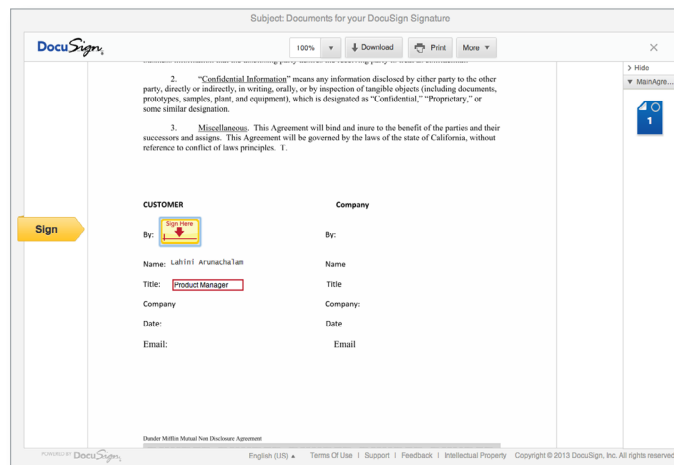 Subject: Documents for your DocuSign Signature
DocuSign
100% Download Print More
Hide
MainAgre...
1
2. “Confidential Information” means any information disclosed by either party to the other
party, directly or indirectly, in writing, orally, or by inspection of tangible objects (including documents,
prototypes, samples, plant, and equipment), which is designated as “Confidential,” “Proprietary,” or
some similar designation.
3. Miscellaneous. This Agreement will bind and inure to the benefit of the parties and their
successors and assigns. This Agreement will be governed by the laws of the state of California, without
reference to conflict of laws principles. T.
CUSTOMER Company
Sign
Sign Here
By: By:
Name: Lahini Arunachalam Name
Title: Product Manager Title
Company Company:
Date: Date
Email: Email
Dunder Mifflin Mutual Non Disclosure Agreement
POWERED BY DocuSign
English (US) Terms Of Use | Support | Feedback | Intellectual Property Copyright © 2013 DocuSign, Inc. All rights reserved